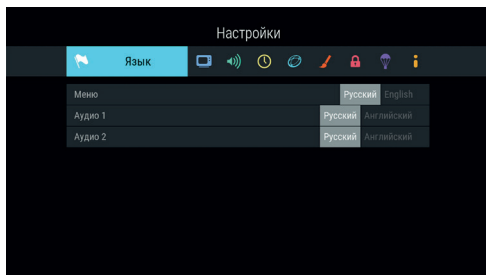 Настройки
Язык
Меню Русский English
Аудио 1 Русский Английский
Аудио 2 Русский Английский